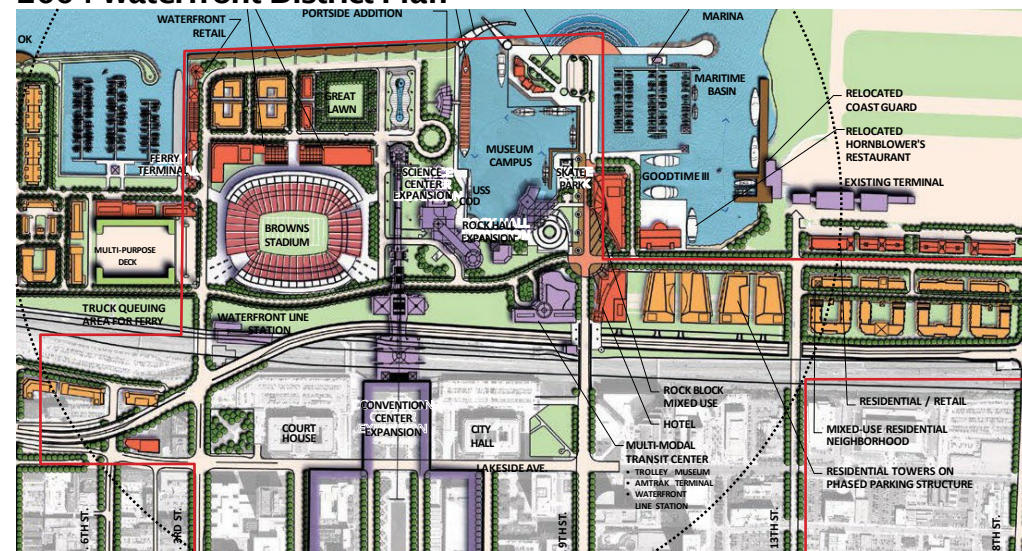 2004 Waterfront District Plan
PORTSIDE ADDITION
WATERFRONT
RETAIL
MARINA
OK
GREAT
LAWN
MARITIME
BASIN
RELOCATED
COAST GUARD
RELOCATED
HORNBLOWER'S
RESTAURANT
MUSEUM
CAMPUS
FERRY
TERMINAL
SCIENCE
CENTER
EXPANSION
SKATE
PARK
GOODTIME III
EXISTING TERMINAL
USS
COD
ROCK HALL
EXPANSION
BROWNS
STADIUM
MULTI-PURPOSE
DECK
TRUCK QUEUING
AREA FOR FERRY
WATERFRONT LINE
STATION
ROCK BLOCK
MIXED USE
HOTEL
RESIDENTIAL / RETAIL
MIXED-USE RESIDENTIAL
NEIGHBORHOOD
CONVENTION
CENTER
EXPANSION
COURT
HOUSE
CITY
HALL
MULTI-MODAL
TRANSIT CENTER
• TROLLEY MUSEUM
• AMTRAK TERMINAL
• WATERFRONT
LINE STATION
RESIDENTIAL TOWERS ON
PHASED PARKING STRUCTURE
LAKESIDE AVE.
6TH ST.
3RD ST.
9TH ST.
13TH ST.
8TH ST.